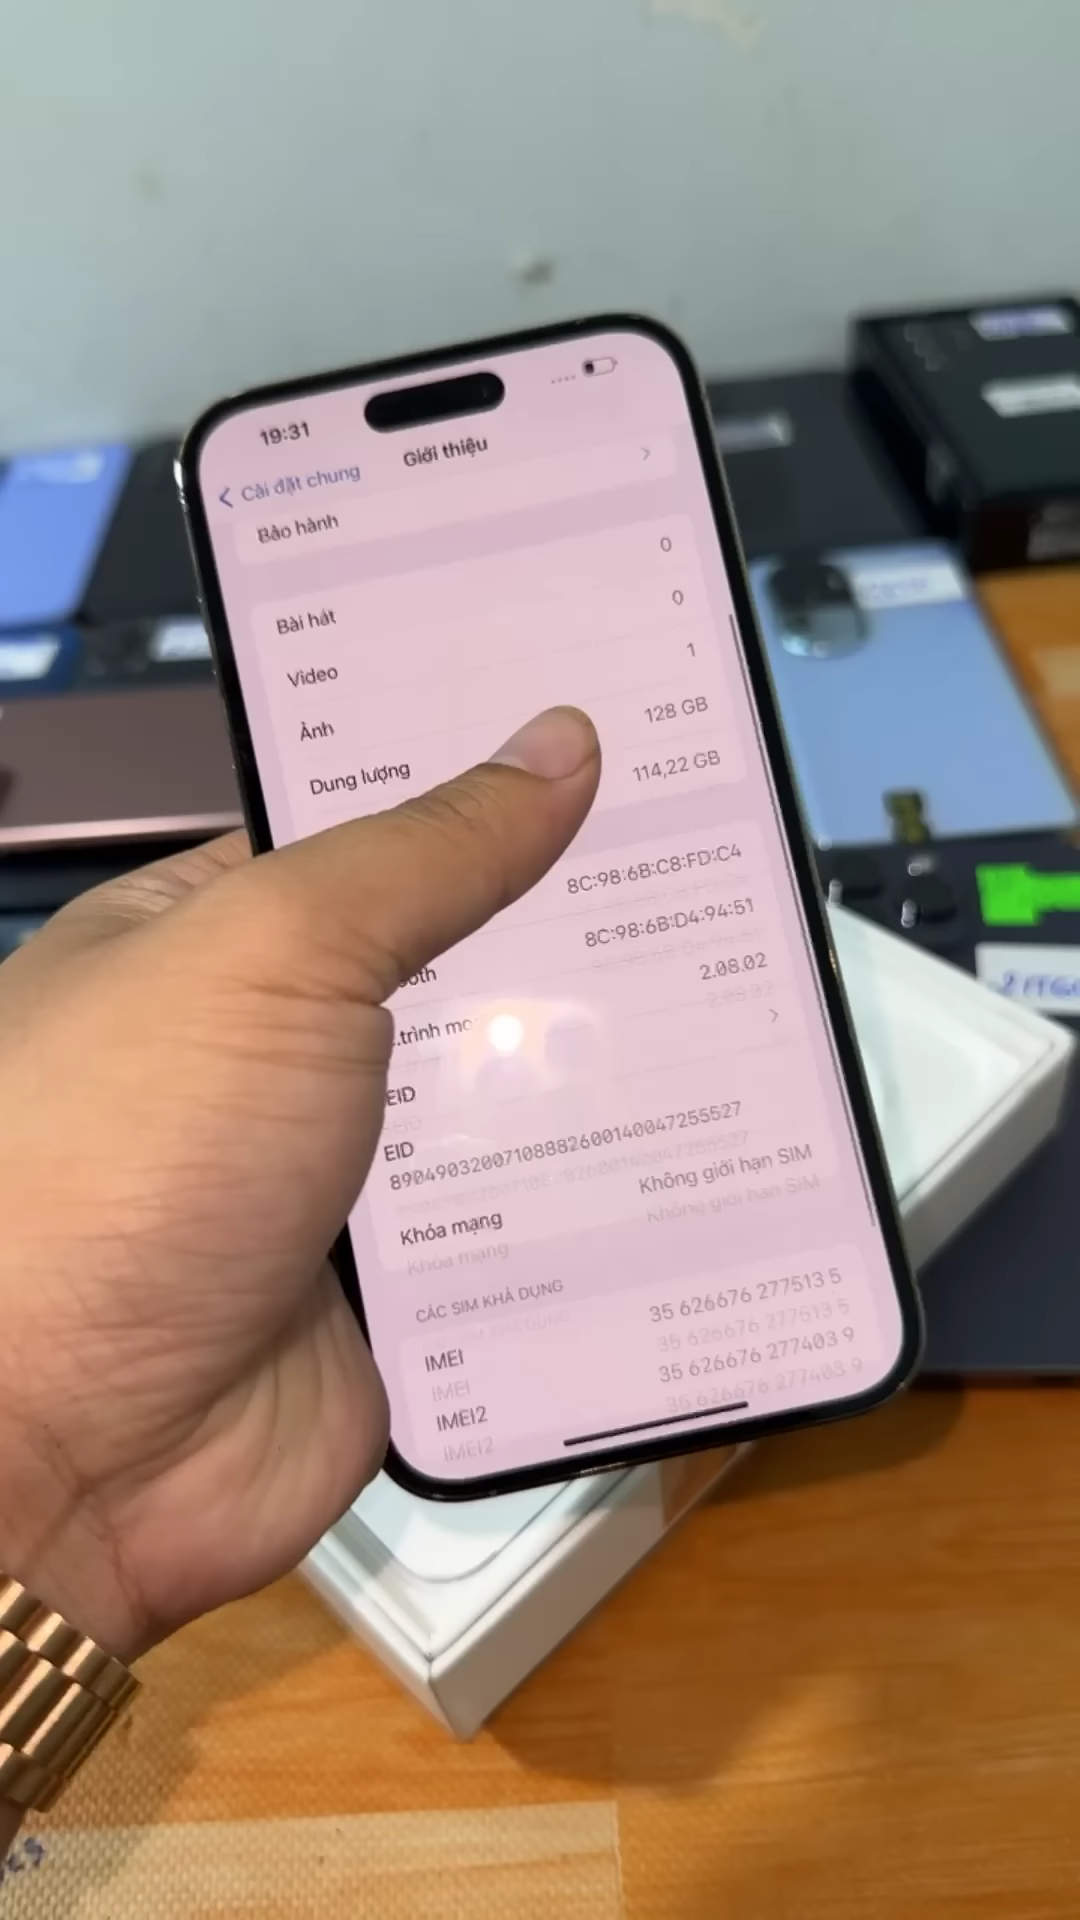 19:31
Cài đặt chung
Giới thiệu
Bảo hành
Bài hát 0
Video 0
Ảnh 1
Dung lượng 128 GB
114,22 GB
8C:98:6B:C8:FD:C4
ooth 8C:98:6B:D4:94:51
...trình mo 2.08.02
EID
EID
89049032007108882600140047255527
Khóa mạng Không giới hạn SIM
CÁC SIM KHẢ DỤNG
IMEI 35 626676 277513 5
IMEI2 35 626676 277403 9